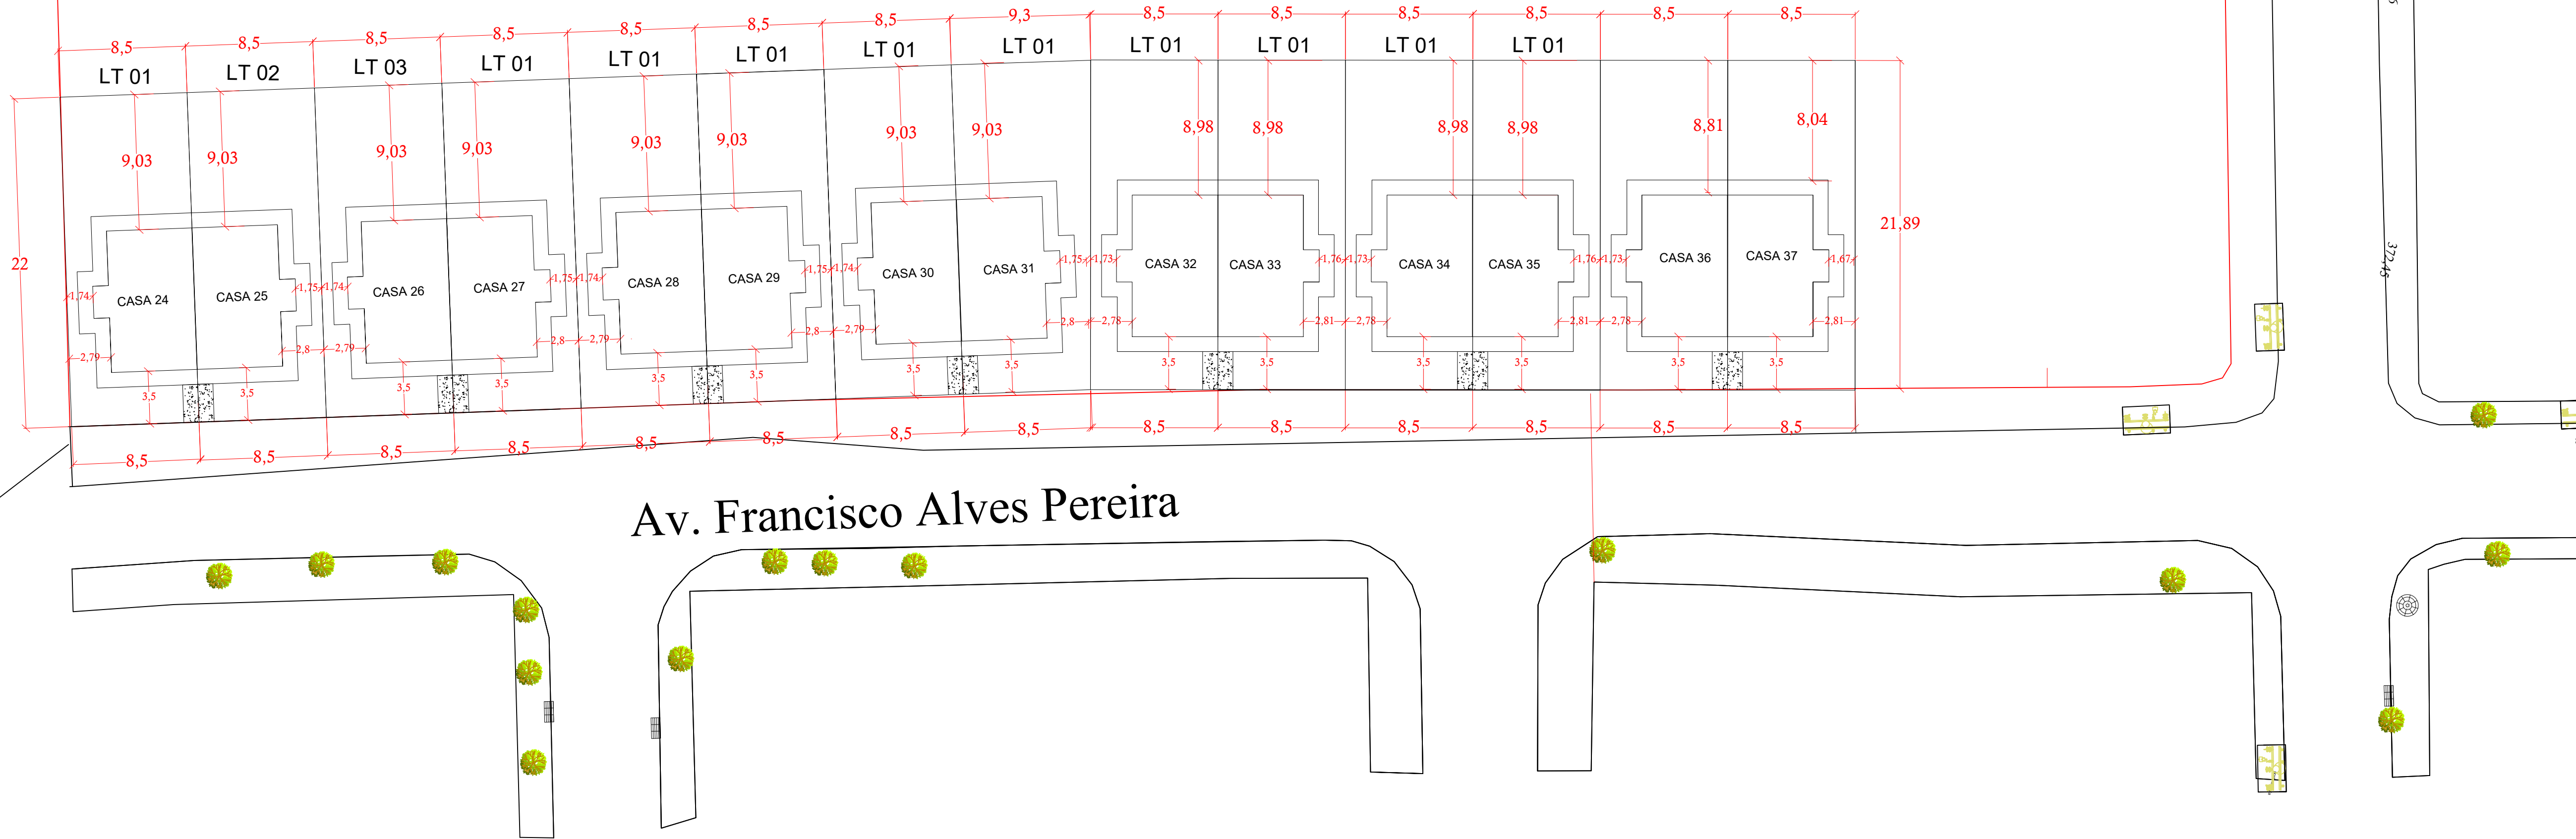 8,5 8,5 8,5 8,5 8,5 8,5 8,5 9,3 8,5 8,5 8,5 8,5 8,5 8,5
LT 01 LT 02 LT 03 LT 01 LT 01 LT 01 LT 01 LT 01 LT 01 LT 01 LT 01 LT 01
9,03 9,03 9,03 9,03 9,03 9,03 9,03 9,03 8,98 8,98 8,98 8,98 8,81 8,04
22
21,89
372,45
CASA 24 CASA 25 CASA 26 CASA 27 CASA 28 CASA 29 CASA 30 CASA 31 CASA 32 CASA 33 CASA 34 CASA 35 CASA 36 CASA 37
1,74 1,75 1,74 1,75 1,74 1,75 1,74 1,75 1,73 1,76 1,73 1,76 1,73 1,67
2,79 2,8 2,79 2,8 2,79 2,8 2,79 2,8 2,78 2,81 2,78 2,81 2,78 2,81
3,5 3,5 3,5 3,5 3,5 3,5 3,5 3,5 3,5 3,5 3,5 3,5 3,5 3,5
8,5 8,5 8,5 8,5 8,5 8,5 8,5 8,5 8,5 8,5 8,5 8,5 8,5 8,5
Av. Francisco Alves Pereira